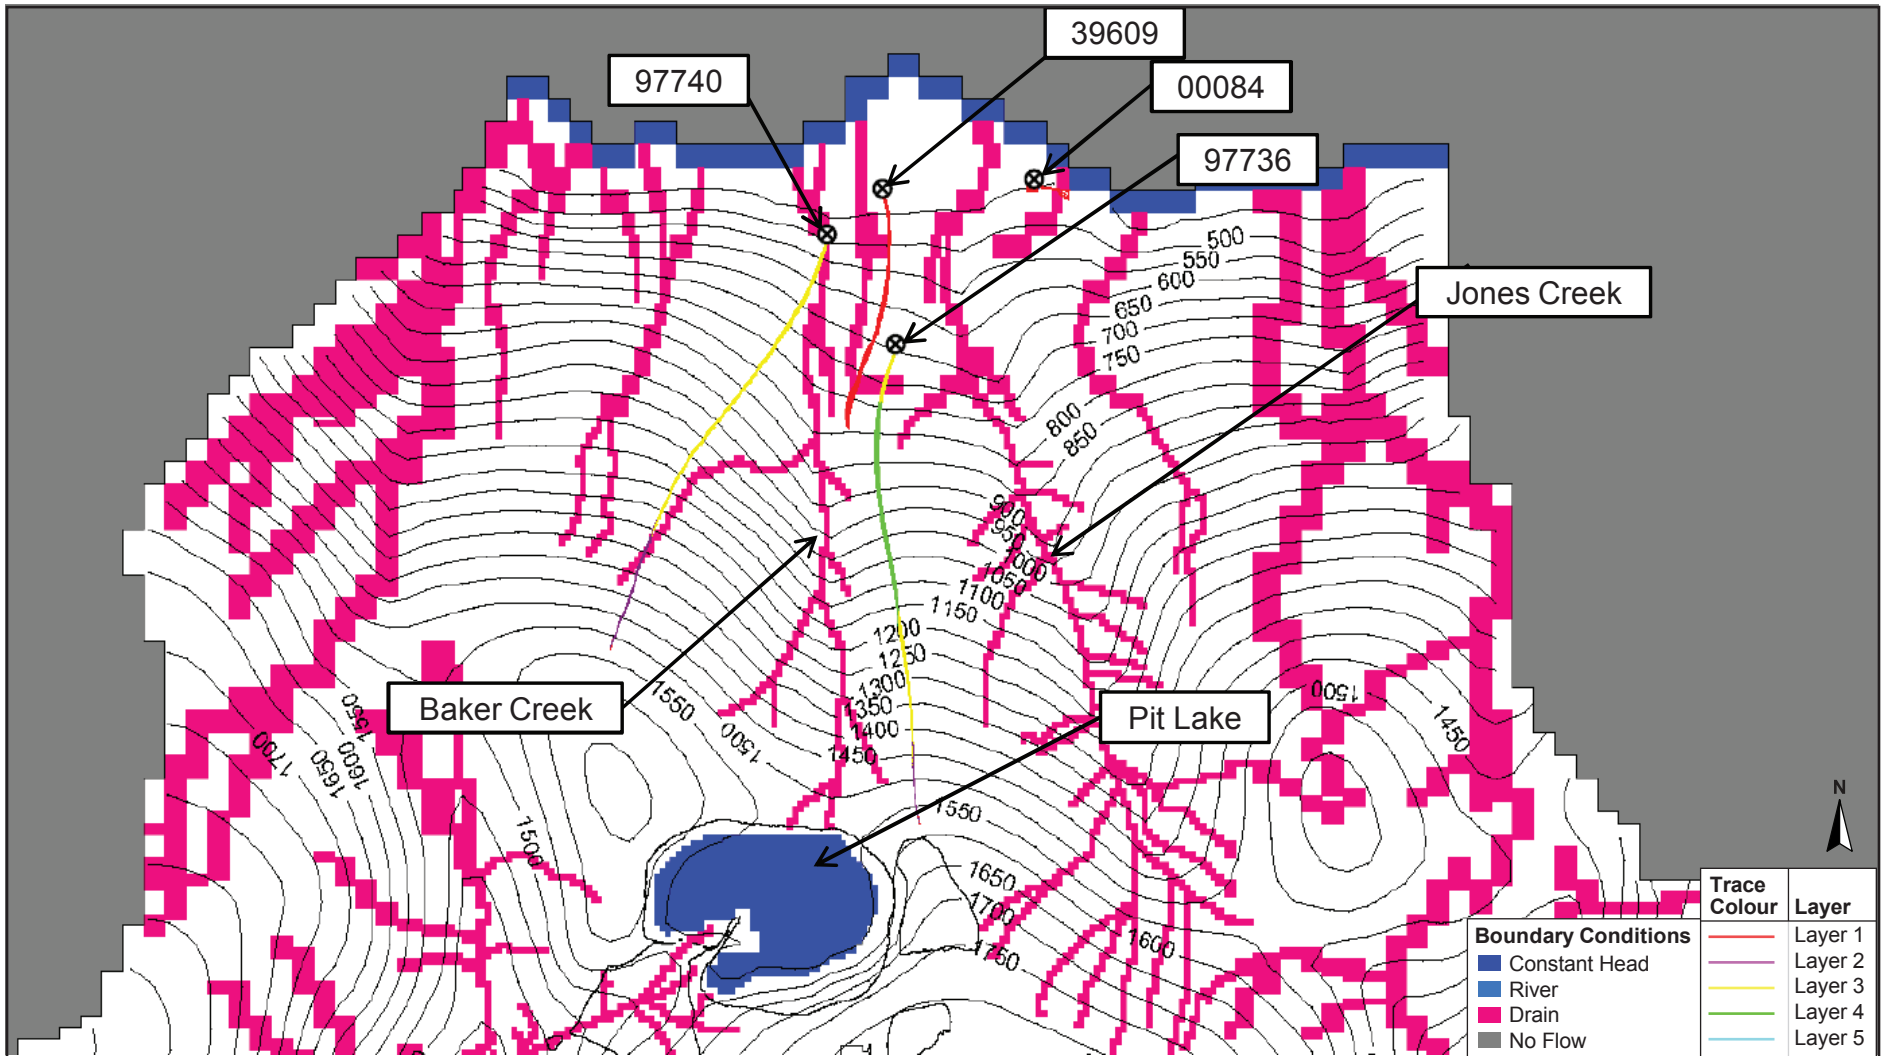 39609
97740
00084
97736
500
550
600
650
700
750
Jones Creek
800
850
900
950
1000
1050
1100
1150
1200
1250
1300
1350
1400
1450
Baker Creek
1550
1500
Pit Lake
1500
1450
1550
1600
1650
1700
1500
1550
1650
1700
1750
1600
N
Trace
Colour
Layer
Layer 1
Layer 2
Layer 3
Layer 4
Layer 5
Boundary Conditions
Constant Head
River
Drain
No Flow